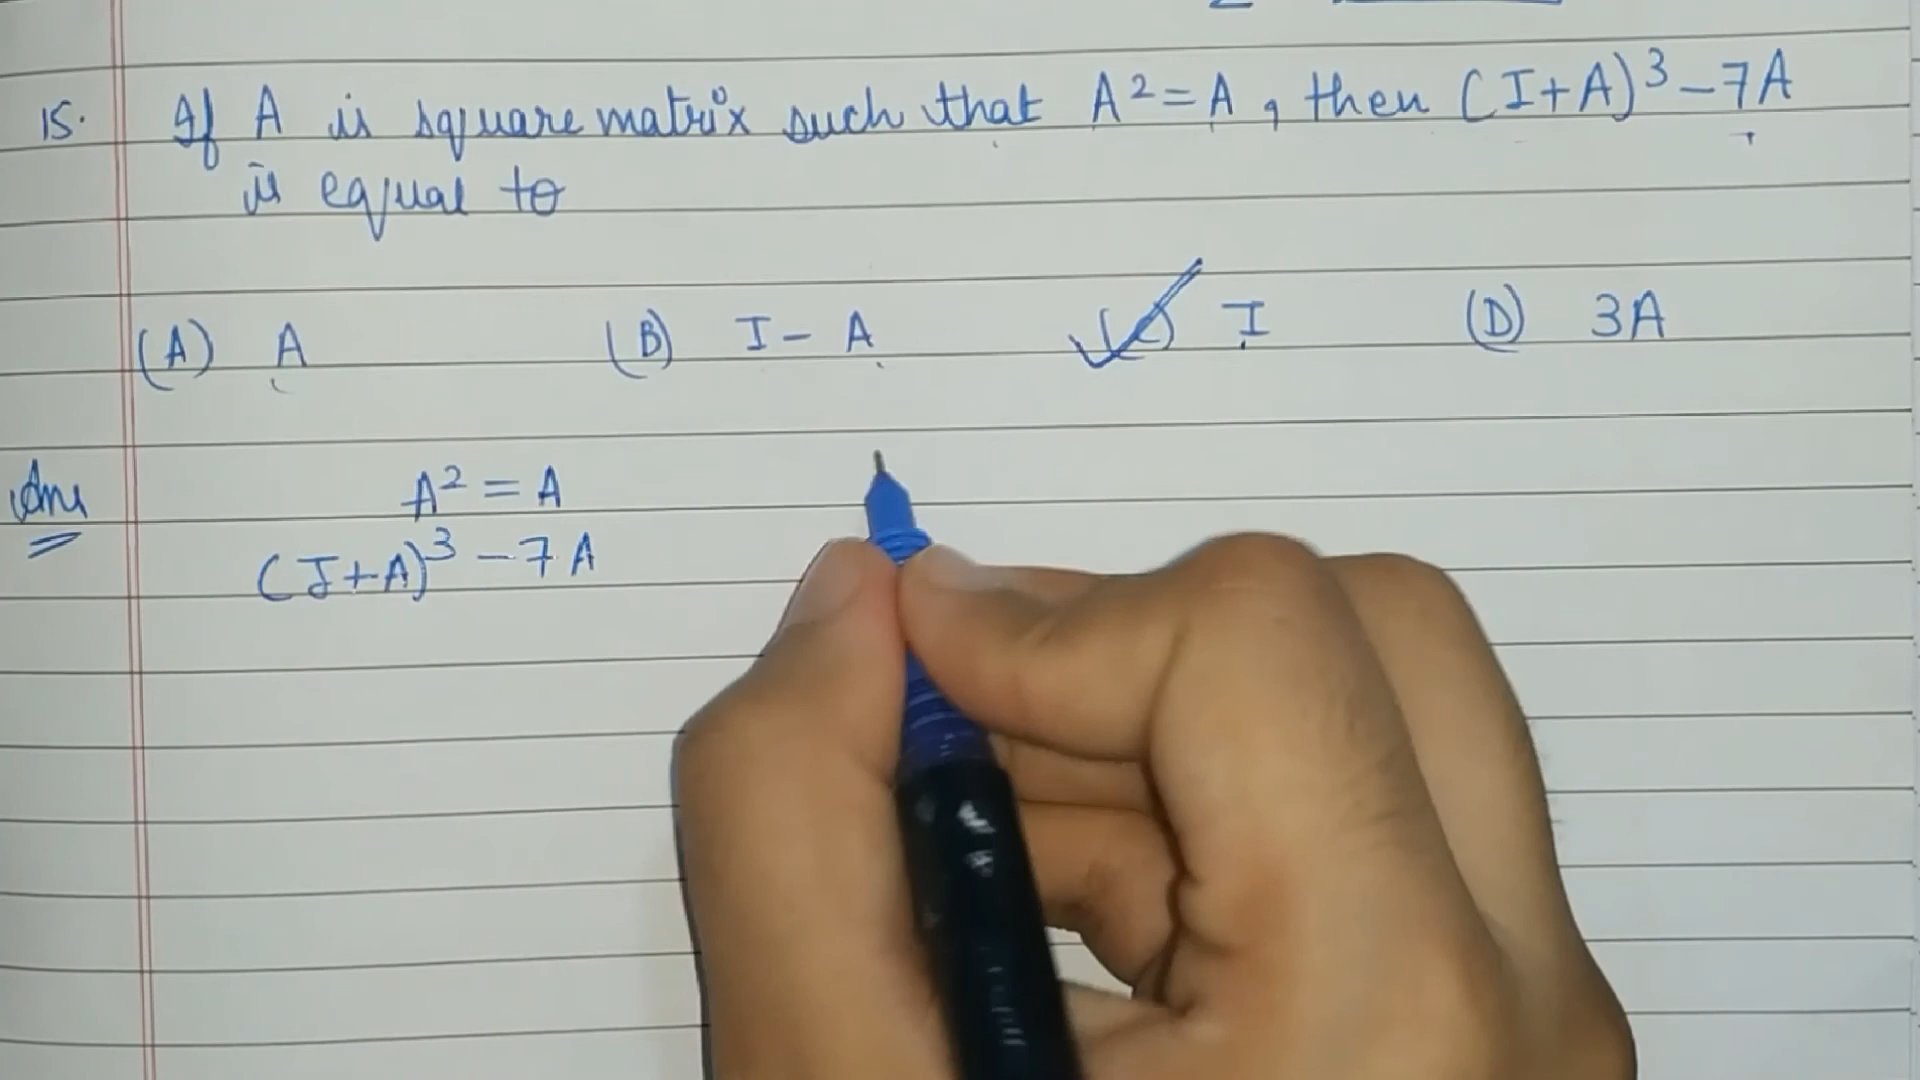 15. If A is square matrix such that A² = A, then (I+A)³ - 7A
is equal to
(A) A (B) I - A (C) I (D) 3A
Ans A² = A
(I+A)³ - 7A